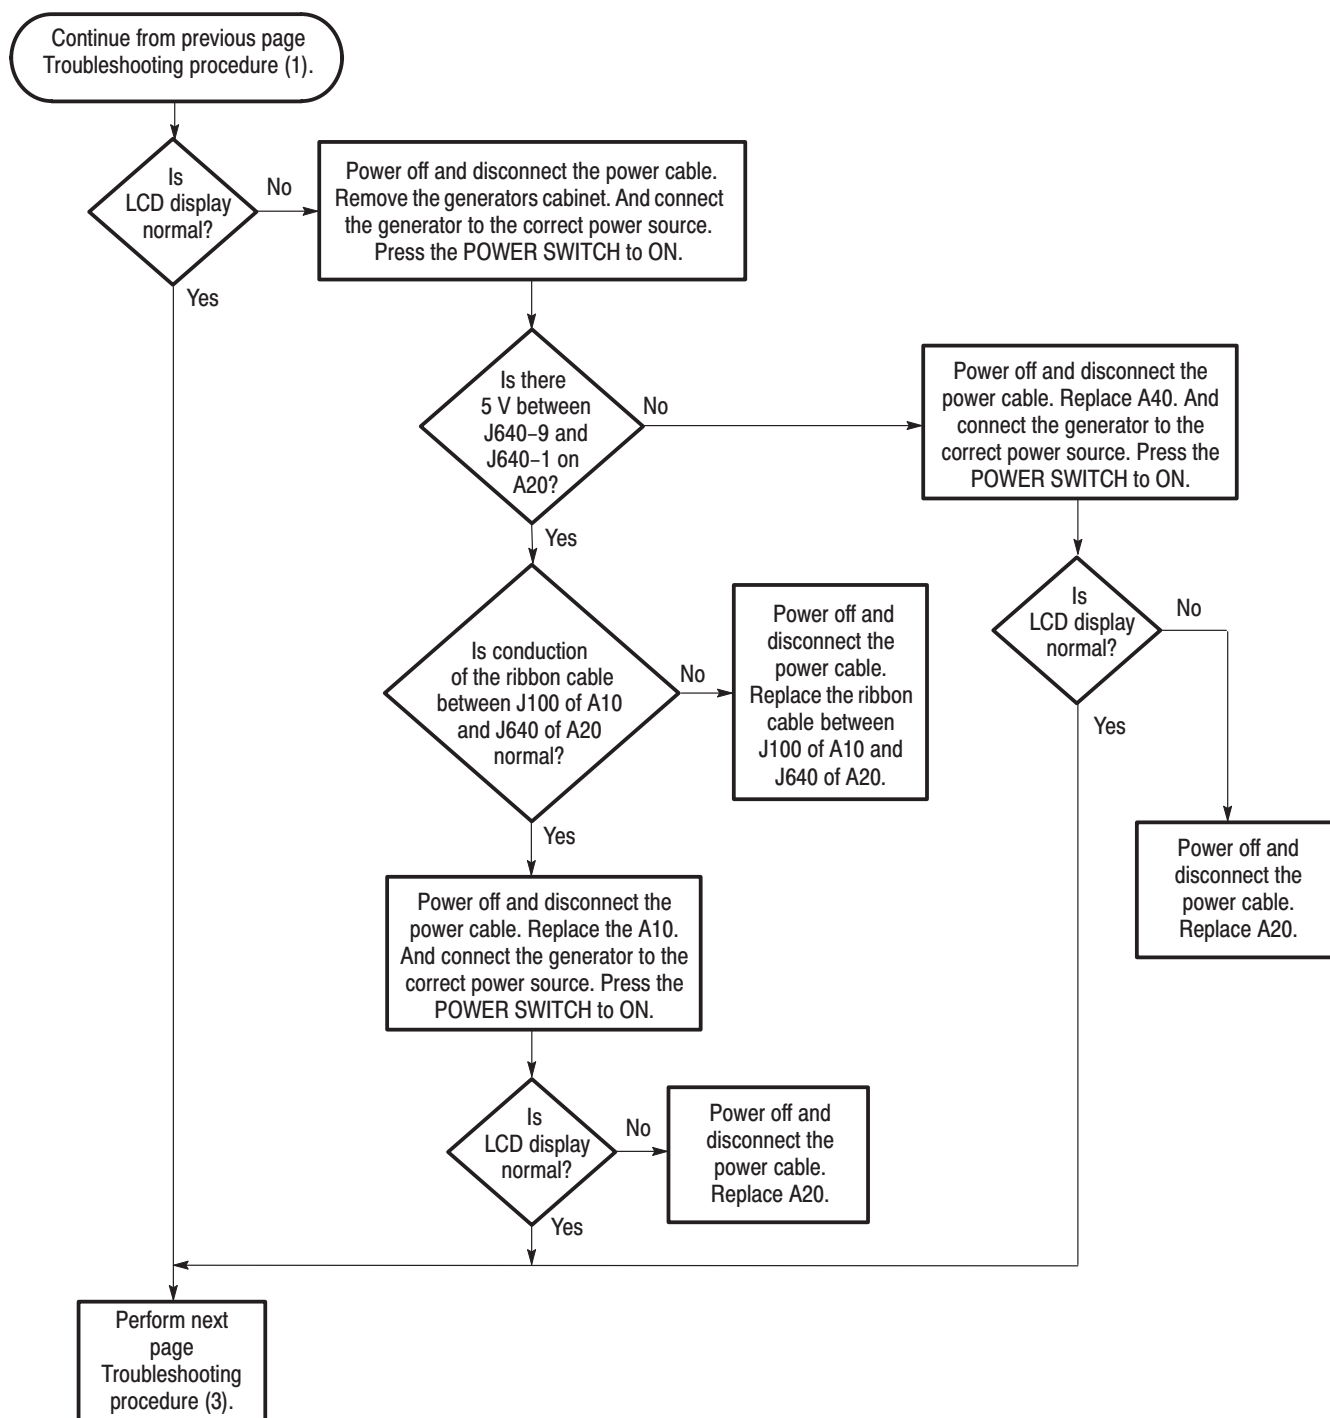 Continue from previous page
Troubleshooting procedure (1).
Is
LCD display
normal?
No
Yes
Power off and disconnect the power cable.
Remove the generators cabinet. And connect
the generator to the correct power source.
Press the POWER SWITCH to ON.
Is there
5 V between
J640–9 and
J640–1 on
A20?
No
Yes
Power off and disconnect the
power cable. Replace A40. And
connect the generator to the
correct power source. Press the
POWER SWITCH to ON.
Is
LCD display
normal?
No
Yes
Power off and
disconnect the
power cable.
Replace A20.
Is conduction
of the ribbon cable
between J100 of A10
and J640 of A20
normal?
No
Yes
Power off and
disconnect the
power cable.
Replace the ribbon
cable between
J100 of A10 and
J640 of A20.
Power off and disconnect the
power cable. Replace the A10.
And connect the generator to the
correct power source. Press the
POWER SWITCH to ON.
Is
LCD display
normal?
No
Yes
Power off and
disconnect the
power cable.
Replace A20.
Perform next
page
Troubleshooting
procedure (3).